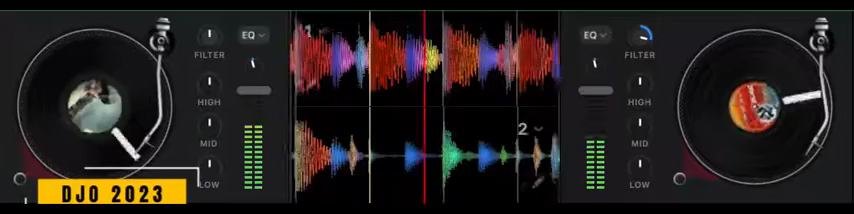 1
EQ
EQ
FILTER
FILTER
HIGH
HIGH
2
MID
MID
LOW
LOW
DJO 2023